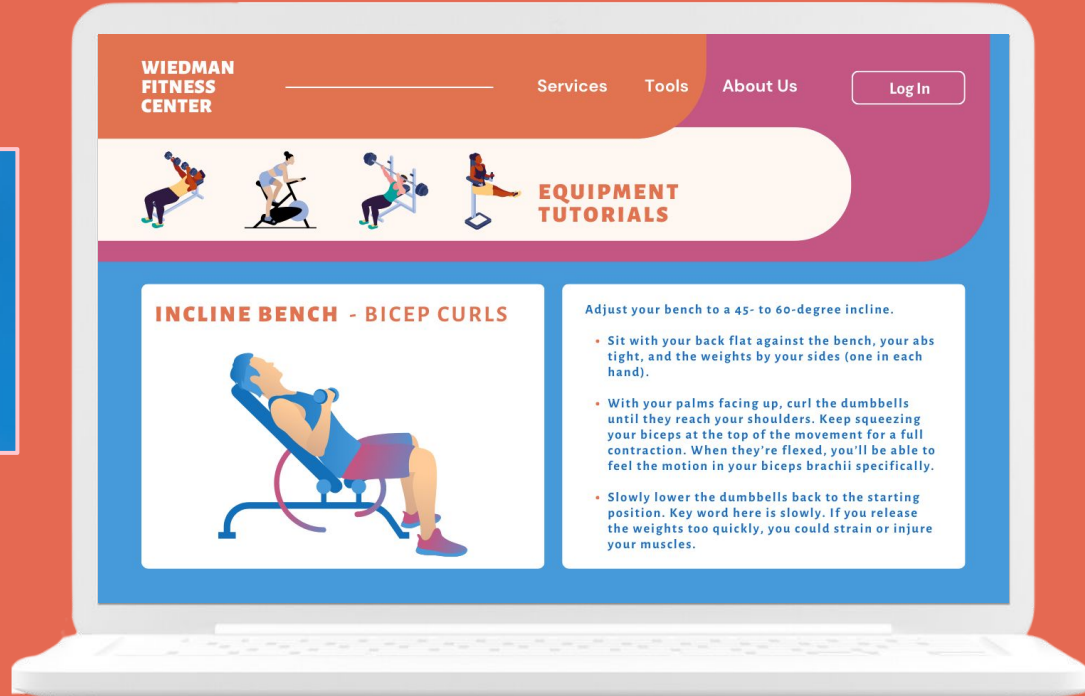 WIEDMAN
FITNESS
CENTER
Services Tools About Us Log In
EQUIPMENT
TUTORIALS
INCLINE BENCH - BICEP CURLS
Adjust your bench to a 45- to 60-degree incline.
• Sit with your back flat against the bench, your abs
tight, and the weights by your sides (one in each
hand).
• With your palms facing up, curl the dumbbells
until they reach your shoulders. Keep squeezing
your biceps at the top of the movement for a full
contraction. When they're flexed, you'll be able to
feel the motion in your biceps brachii specifically.
• Slowly lower the dumbbells back to the starting
position. Key word here is slowly. If you release
the weights too quickly, you could strain or injure
your muscles.